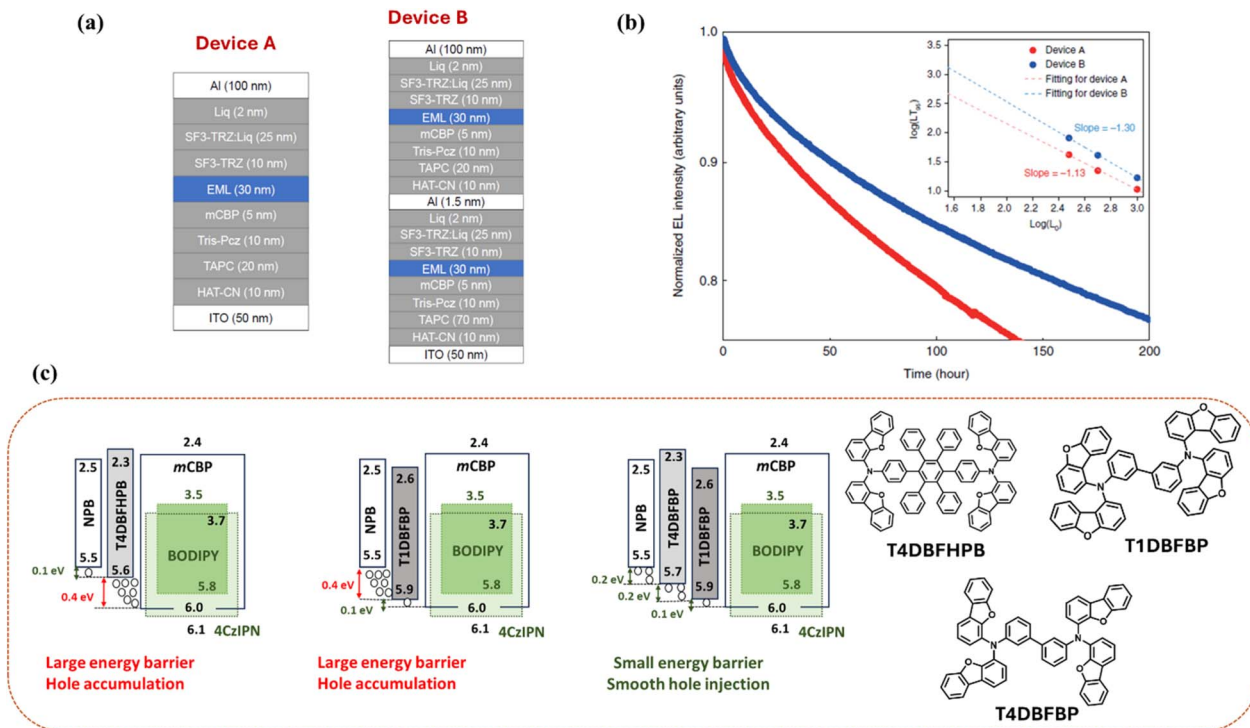 (a)
Device A
Al (100 nm)
Liq (2 nm)
SF3-TRZ:Liq (25 nm)
SF3-TRZ (10 nm)
EML (30 nm)
mCBP (5 nm)
Tris-Pcz (10 nm)
TAPC (20 nm)
HAT-CN (10 nm)
ITO (50 nm)
Device B
Al (100 nm)
Liq (2 nm)
SF3-TRZ:Liq (25 nm)
SF3-TRZ (10 nm)
EML (30 nm)
mCBP (5 nm)
Tris-Pcz (10 nm)
TAPC (20 nm)
HAT-CN (10 nm)
Al (1.5 nm)
Liq (2 nm)
SF3-TRZ:Liq (25 nm)
SF3-TRZ (10 nm)
EML (30 nm)
mCBP (5 nm)
Tris-Pcz (10 nm)
TAPC (70 nm)
HAT-CN (10 nm)
ITO (50 nm)
(b)
Normalized EL intensity (arbitrary units)
1.0
0.9
0.8
0
50
100
150
200
Time (hour)
log(LT95)
3.5
3.0
2.5
2.0
1.5
1.0
1.6
1.8
2.0
2.2
2.4
2.6
2.8
3.0
Log(L0)
Device A
Device B
Fitting for device A
Fitting for device B
Slope = –1.30
Slope = –1.13
(c)
2.5
NPB
5.5
2.3
T4DBFHPB
5.6
0.1 eV
0.4 eV
2.4
mCBP
3.5
3.7
BODIPY
5.8
6.0
6.1
4CzIPN
Large energy barrier
Hole accumulation
2.5
NPB
5.5
2.6
T1DBFBP
5.9
0.4 eV
0.1 eV
2.4
mCBP
3.5
3.7
BODIPY
5.8
6.0
6.1
4CzIPN
Large energy barrier
Hole accumulation
2.5
NPB
5.5
2.3
T4DBFBP
5.7
2.6
T1DBFBP
5.9
0.2 eV
0.2 eV
0.1 eV
2.4
mCBP
3.5
3.7
BODIPY
5.8
6.0
6.1
4CzIPN
Small energy barrier
Smooth hole injection
O
O
N
N
O
O
T4DBFHPB
O
O
N
N
O
O
T1DBFBP
O
O
N
N
O
O
T4DBFBP